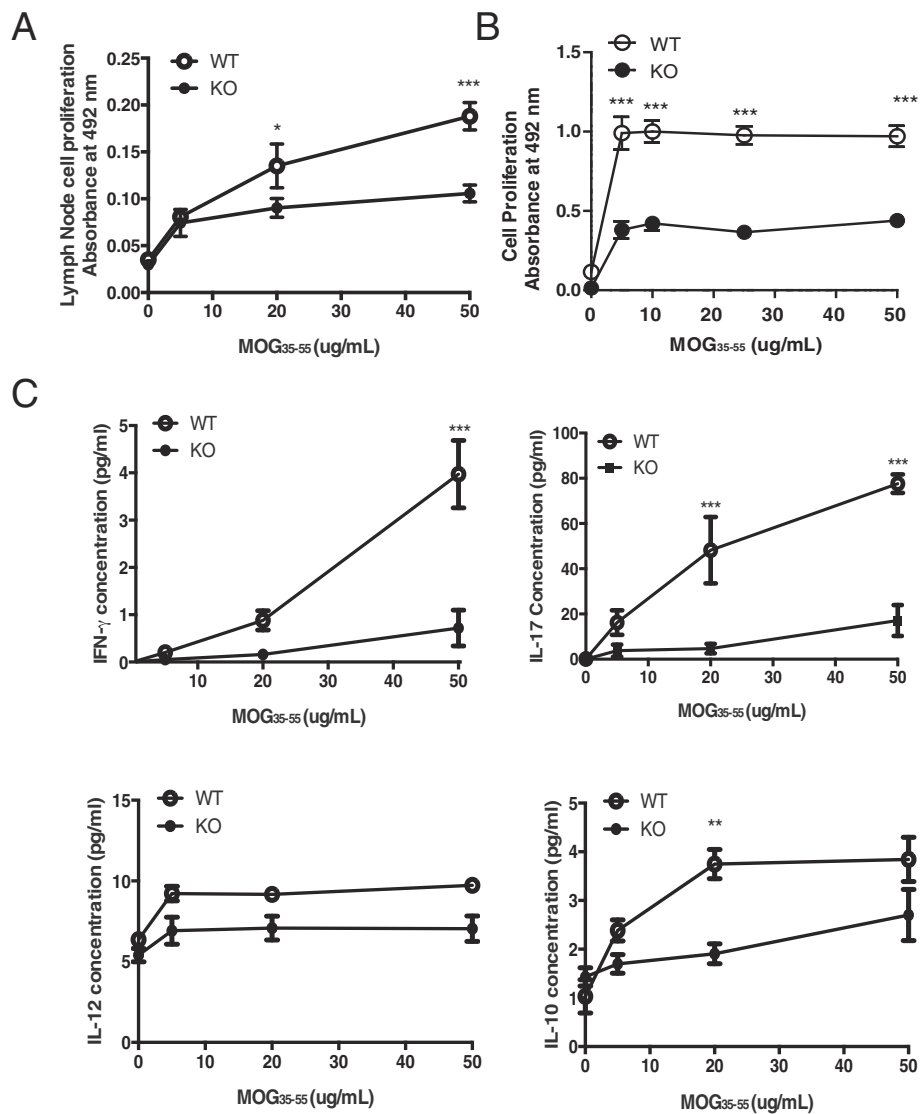 A
WT
KO
Lymph Node cell proliferation
Absorbance at 492 nm
0.25
0.20
0.15
0.10
0.05
0.00
*
***
0 10 20 30 40 50
MOG35-55 (ug/mL)
B
WT
KO
Cell Proliferation
Absorbance at 492 nm
1.5
1.0
0.5
0.0
*** *** *** ***
0 10 20 30 40 50
MOG35-55 (ug/mL)
C
WT
KO
IFN-γ concentration (pg/ml)
5
4
3
2
1
0
***
10 20 30 40 50
MOG35-55 (ug/mL)
WT
KO
IL-17 Concentration (pg/ml)
100
80
60
40
20
0
***
***
0 10 20 30 40 50
MOG35-55 (ug/mL)
WT
KO
IL-12 concentration (pg/ml)
15
10
5
0
0 10 20 30 40 50
MOG35-55 (ug/mL)
WT
KO
IL-10 concentration (pg/ml)
5
4
3
2
1
0
**
0 10 20 30 40 50
MOG35-55 (ug/mL)